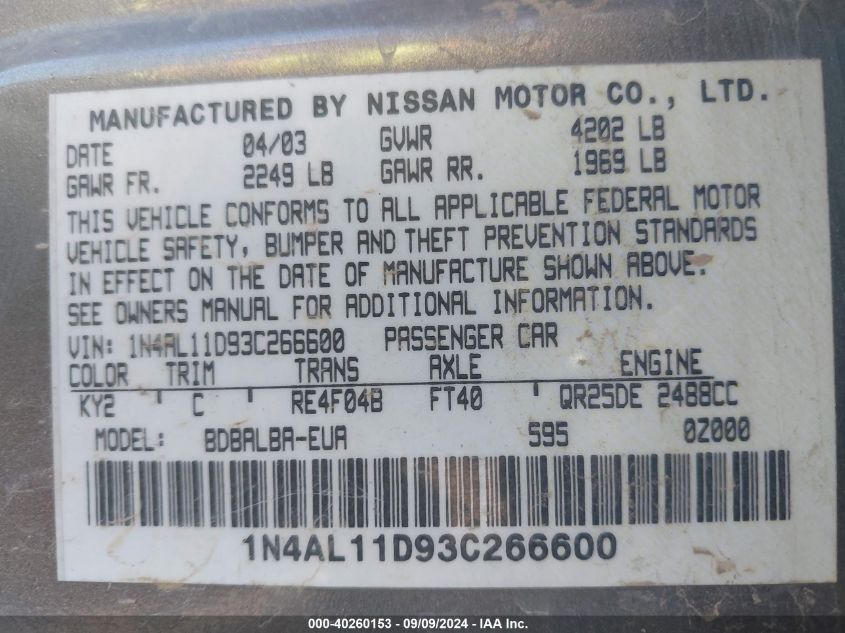 MANUFACTURED BY NISSAN MOTOR CO., LTD.
DATE 04/03 GVWR 4202 LB
GAWR FR. 2249 LB GAWR RR. 1969 LB
THIS VEHICLE CONFORMS TO ALL APPLICABLE FEDERAL MOTOR
VEHICLE SAFETY, BUMPER AND THEFT PREVENTION STANDARDS
IN EFFECT ON THE DATE OF MANUFACTURE SHOWN ABOVE.
SEE OWNERS MANUAL FOR ADDITIONAL INFORMATION.
VIN: 1N4AL11D93C266600 PASSENGER CAR
COLOR TRIM TRANS AXLE ENGINE
KY2 ' C RE4F04B FT40 ' QR25DE 2488CC
MODEL: BDBALBA-EUA 595 0Z000
1N4AL11D93C266600
000-40260153 - 09/09/2024 - IAA Inc.